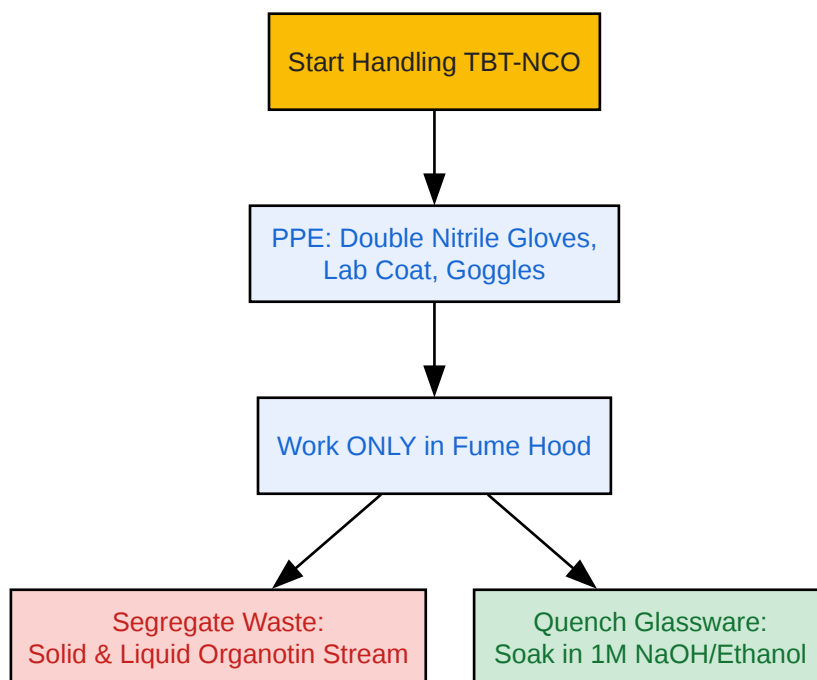 Start Handling TBT-NCO
PPE: Double Nitrile Gloves,
Lab Coat, Goggles
Work ONLY in Fume Hood
Segregate Waste:
Solid & Liquid Organotin Stream
Quench Glassware:
Soak in 1M NaOH/Ethanol